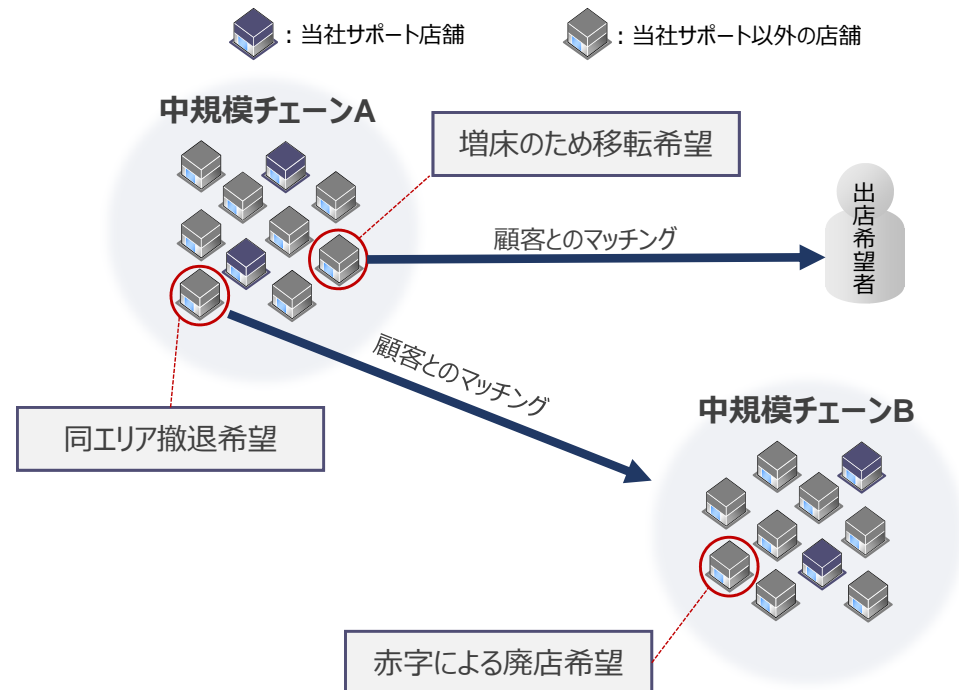 ：当社サポート店舗
：当社サポート以外の店舗
中規模チェーンA
増床のため移転希望
顧客とのマッチング
出店希望者
顧客とのマッチング
同エリア撤退希望
中規模チェーンB
赤字による廃店希望